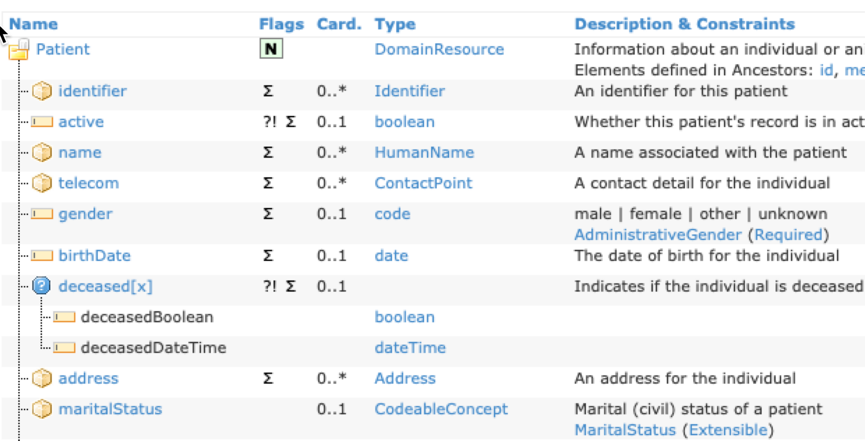 Name Flags Card. Type Description & Constraints
Patient N DomainResource Information about an individual or an
Elements defined in Ancestors: id, me
identifier Σ 0..* Identifier An identifier for this patient
active ?! Σ 0..1 boolean Whether this patient's record is in act
name Σ 0..* HumanName A name associated with the patient
telecom Σ 0..* ContactPoint A contact detail for the individual
gender Σ 0..1 code male | female | other | unknown
AdministrativeGender (Required)
birthDate Σ 0..1 date The date of birth for the individual
deceased[x] ?! Σ 0..1 Indicates if the individual is deceased
deceasedBoolean boolean
deceasedDateTime dateTime
address Σ 0..* Address An address for the individual
maritalStatus 0..1 CodeableConcept Marital (civil) status of a patient
MaritalStatus (Extensible)